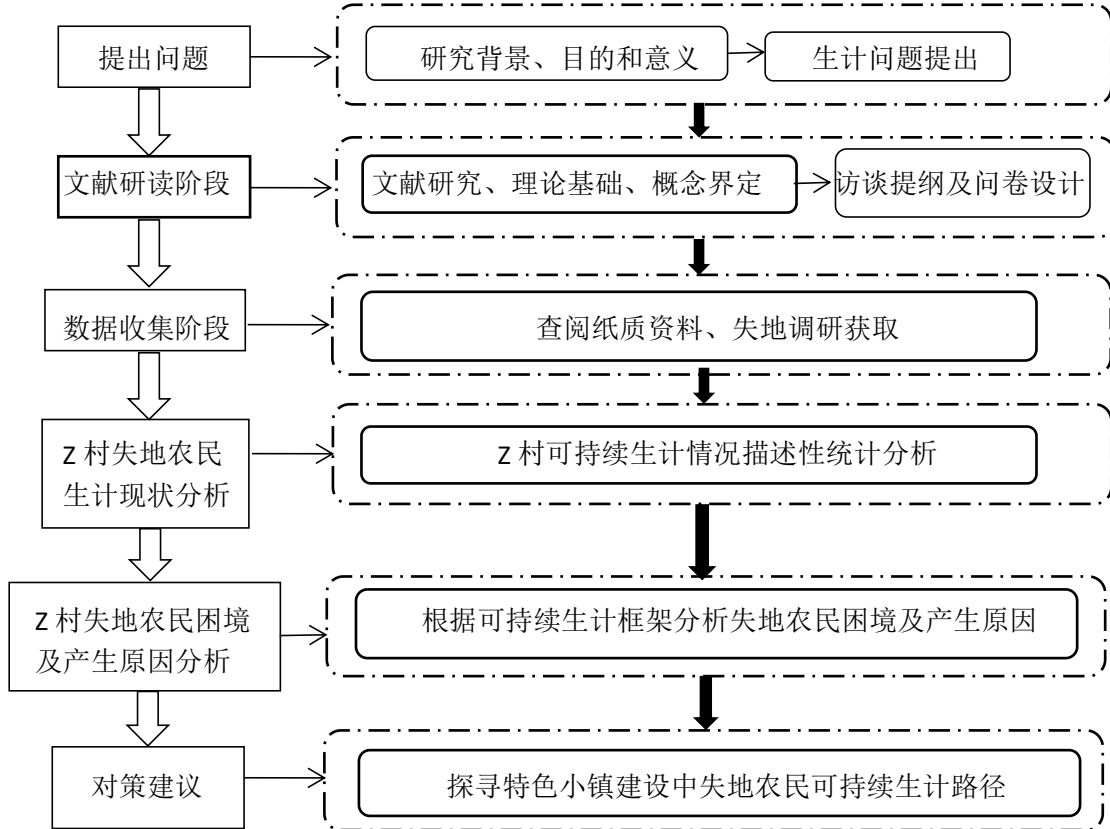 提出问题
研究背景、目的和意义
生计问题提出
文献研读阶段
文献研究、理论基础、概念界定
访谈提纲及问卷设计
数据收集阶段
查阅纸质资料、失地调研获取
Z 村失地农民
生计现状分析
Z 村可持续生计情况描述性统计分析
Z 村失地农民困境
及产生原因分析
根据可持续生计框架分析失地农民困境及产生原因
对策建议
探寻特色小镇建设中失地农民可持续生计路径